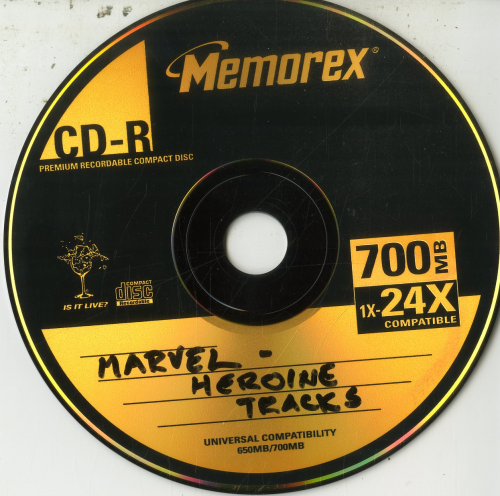 Memorex®
CD-R
PREMIUM RECORDABLE COMPACT DISC
700 MB
1X-24X
COMPATIBLE
IS IT LIVE?
COMPACT
disc
Recordable
MARVEL -
HEROINE
TRACKS
UNIVERSAL COMPATIBILITY
650MB/700MB